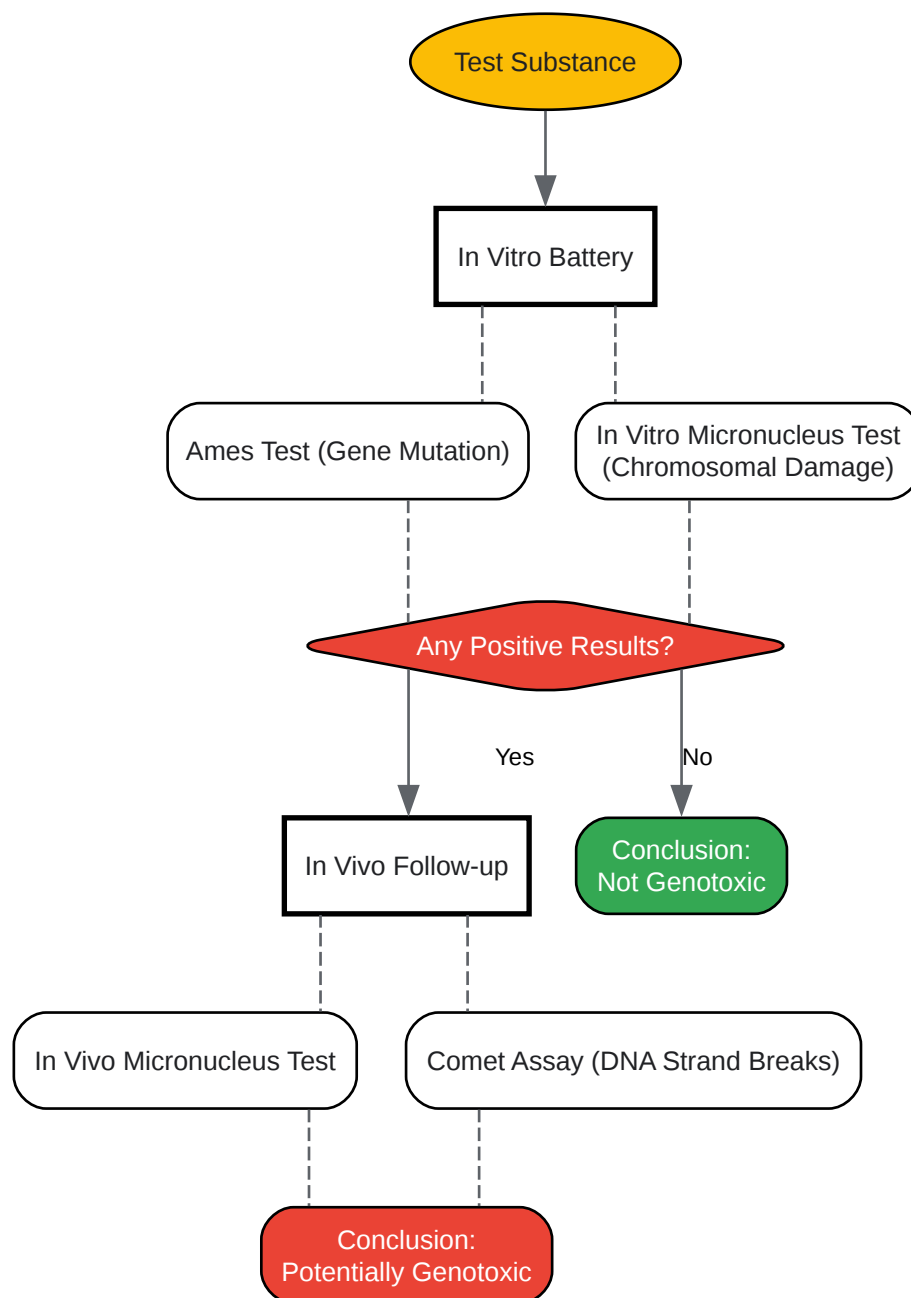 Test Substance
In Vitro Battery
Ames Test (Gene Mutation)
In Vitro Micronucleus Test
(Chromosomal Damage)
Any Positive Results?
Yes
No
In Vivo Follow-up
Conclusion:
Not Genotoxic
In Vivo Micronucleus Test
Comet Assay (DNA Strand Breaks)
Conclusion:
Potentially Genotoxic